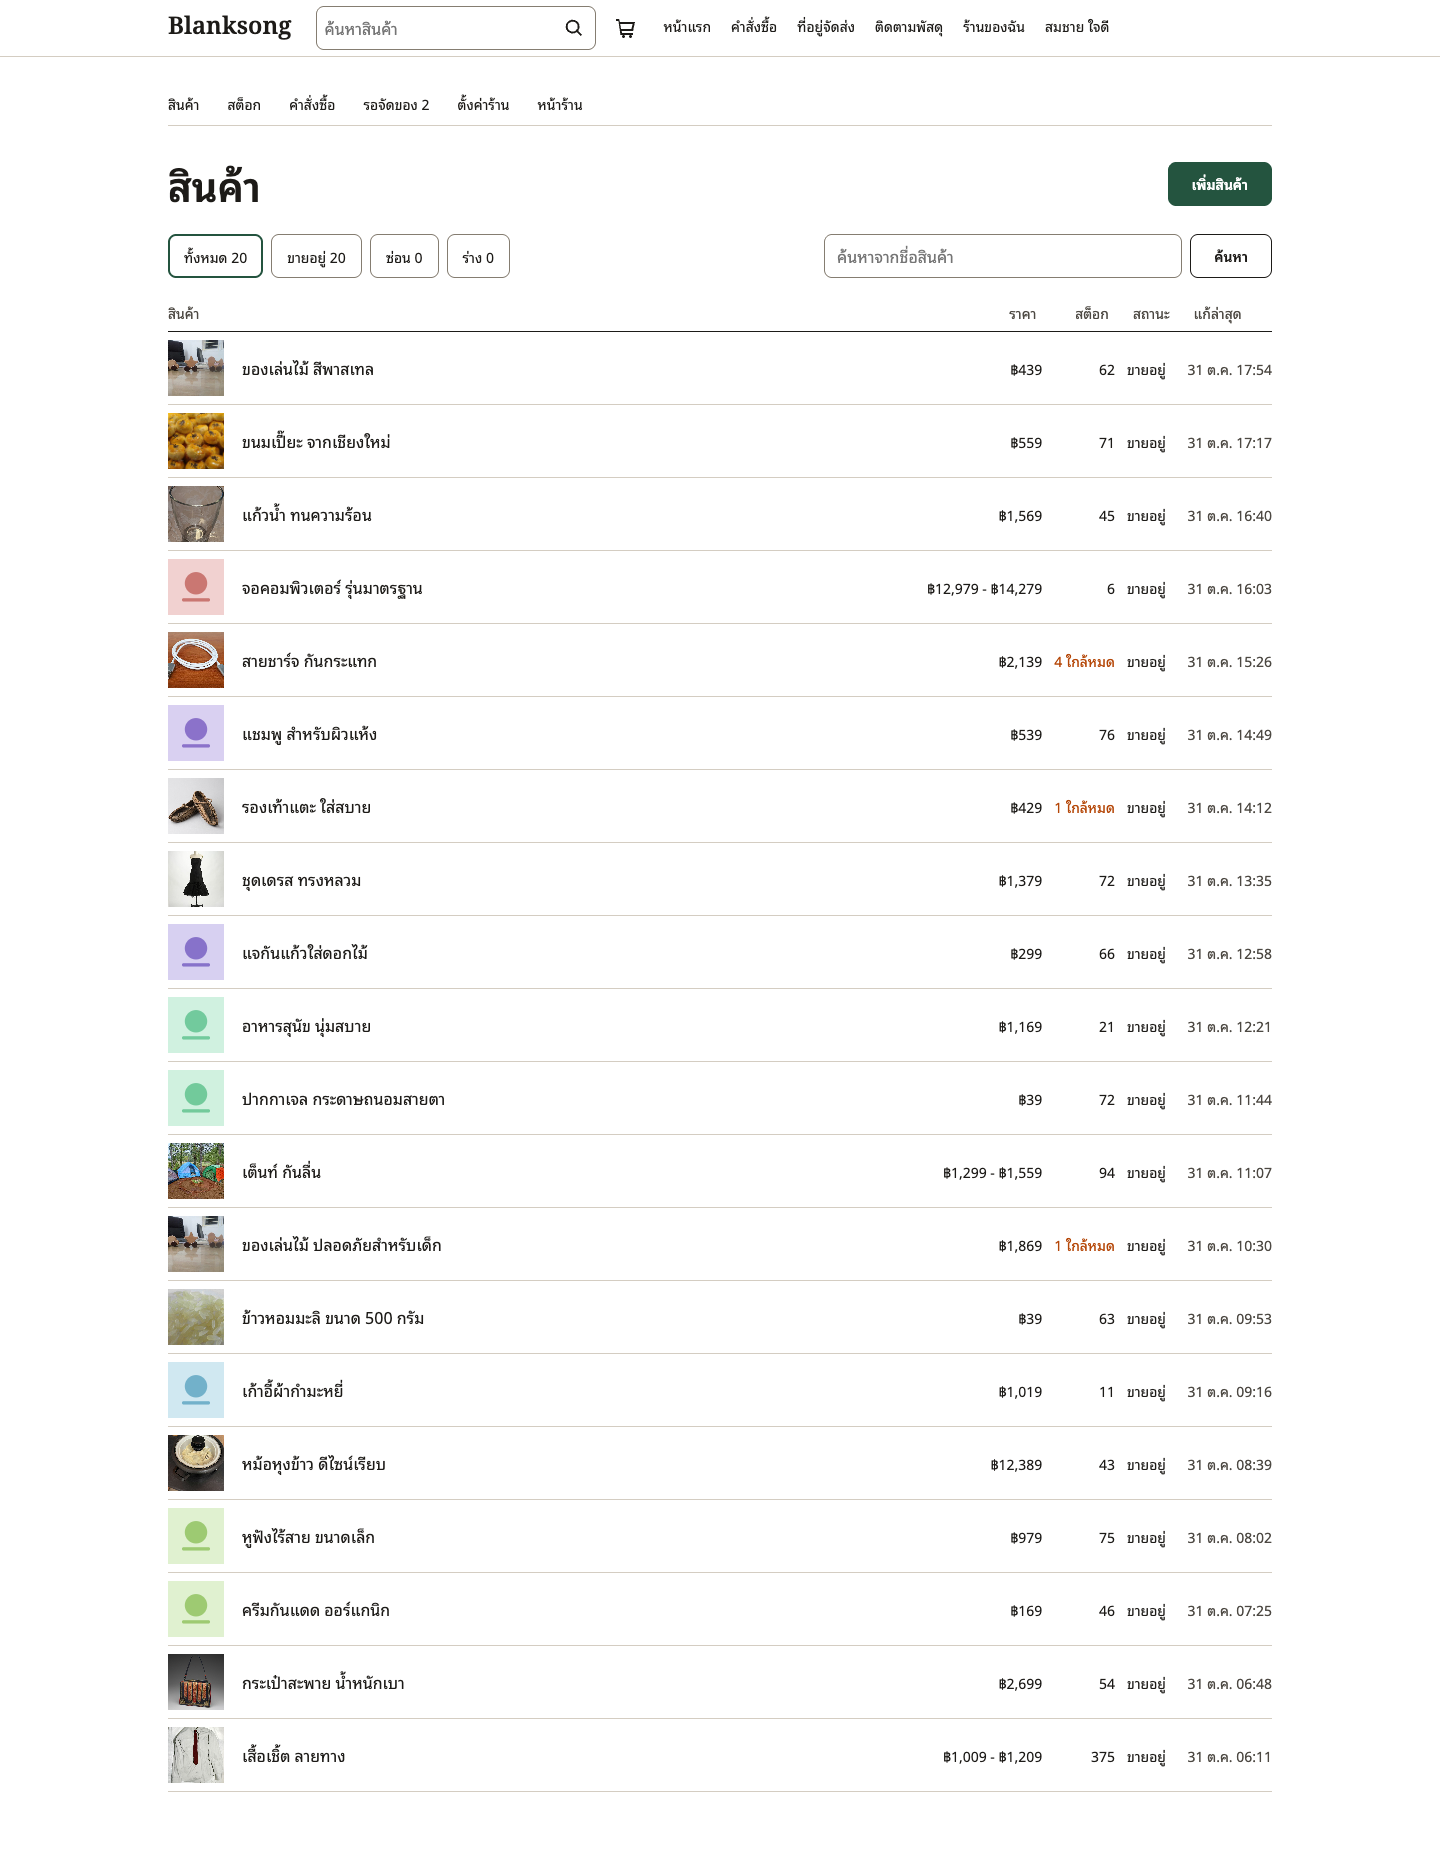 Blanksong ค้นหาสินค้า หน้าแรก คำสั่งซื้อ ที่อยู่จัดส่ง ติดตามพัสดุ ร้านของฉัน สมชาย ใจดี
สินค้า สต็อก คำสั่งซื้อ รอจัดของ 2 ตั้งค่าร้าน หน้าร้าน
สินค้า เพิ่มสินค้า
ทั้งหมด 20 ขายอยู่ 20 ซ่อน 0 ร่าง 0 ค้นหาจากชื่อสินค้า ค้นหา
สินค้า ราคา สต็อก สถานะ แก้ล่าสุด
ของเล่นไม้ สีพาสเทล ฿439 62 ขายอยู่ 31 ต.ค. 17:54
ขนมเปี๊ยะ จากเชียงใหม่ ฿559 71 ขายอยู่ 31 ต.ค. 17:17
แก้วน้ำ ทนความร้อน ฿1,569 45 ขายอยู่ 31 ต.ค. 16:40
จอคอมพิวเตอร์ รุ่นมาตรฐาน ฿12,979 - ฿14,279 6 ขายอยู่ 31 ต.ค. 16:03
สายชาร์จ กันกระแทก ฿2,139 4 ใกล้หมด ขายอยู่ 31 ต.ค. 15:26
แชมพู สำหรับผิวแห้ง ฿539 76 ขายอยู่ 31 ต.ค. 14:49
รองเท้าแตะ ใส่สบาย ฿429 1 ใกล้หมด ขายอยู่ 31 ต.ค. 14:12
ชุดเดรส ทรงหลวม ฿1,379 72 ขายอยู่ 31 ต.ค. 13:35
แจกันแก้วใส่ดอกไม้ ฿299 66 ขายอยู่ 31 ต.ค. 12:58
อาหารสุนัข นุ่มสบาย ฿1,169 21 ขายอยู่ 31 ต.ค. 12:21
ปากกาเจล กระดาษถนอมสายตา ฿39 72 ขายอยู่ 31 ต.ค. 11:44
เต็นท์ กันลื่น ฿1,299 - ฿1,559 94 ขายอยู่ 31 ต.ค. 11:07
ของเล่นไม้ ปลอดภัยสำหรับเด็ก ฿1,869 1 ใกล้หมด ขายอยู่ 31 ต.ค. 10:30
ข้าวหอมมะลิ ขนาด 500 กรัม ฿39 63 ขายอยู่ 31 ต.ค. 09:53
เก้าอี้ผ้ากำมะหยี่ ฿1,019 11 ขายอยู่ 31 ต.ค. 09:16
หม้อหุงข้าว ดีไซน์เรียบ ฿12,389 43 ขายอยู่ 31 ต.ค. 08:39
หูฟังไร้สาย ขนาดเล็ก ฿979 75 ขายอยู่ 31 ต.ค. 08:02
ครีมกันแดด ออร์แกนิก ฿169 46 ขายอยู่ 31 ต.ค. 07:25
กระเป๋าสะพาย น้ำหนักเบา ฿2,699 54 ขายอยู่ 31 ต.ค. 06:48
เสื้อเชิ้ต ลายทาง ฿1,009 - ฿1,209 375 ขายอยู่ 31 ต.ค. 06:11